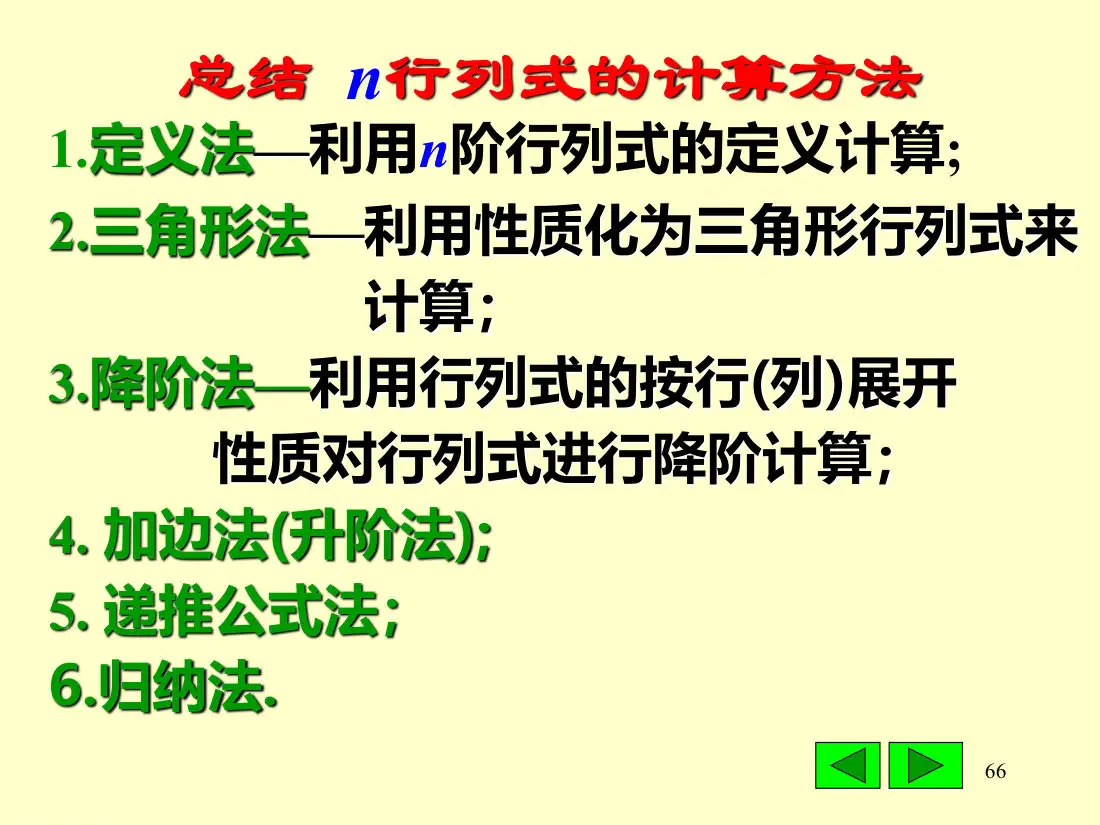 总结 n行列式的计算方法
1.定义法—利用n阶行列式的定义计算;
2.三角形法—利用性质化为三角形行列式来
计算；
3.降阶法—利用行列式的按行(列)展开
性质对行列式进行降阶计算；
4. 加边法(升阶法);
5. 递推公式法；
6.归纳法.
66